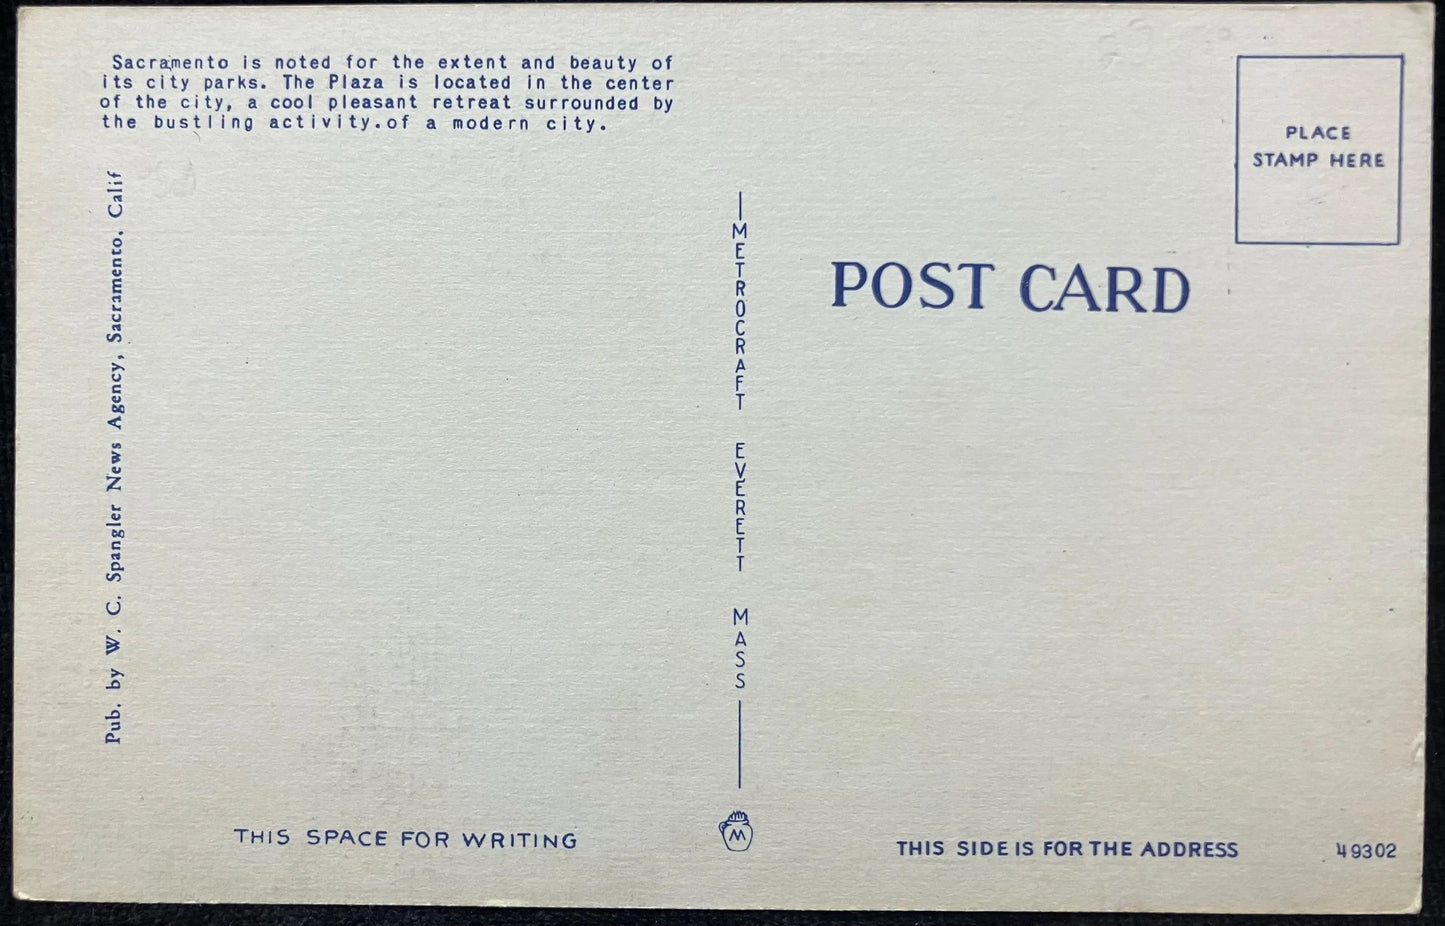 Sacramento is noted for the extent and beauty of
its city parks. The Plaza is located in the center
of the city, a cool pleasant retreat surrounded by
the bustling activity.of a modern city.
Pub. by W. C. Spangler News Agency, Sacramento, Calif
METROCRAFT EVERETT MASS
M
THIS SPACE FOR WRITING
PLACE
STAMP HERE
POST CARD
THIS SIDE IS FOR THE ADDRESS
49302